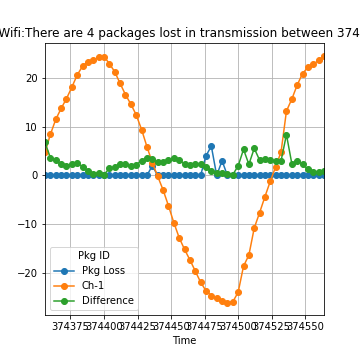 Wifi:There are 4 packages lost in transmission between 374
20
10
0
−10
−20
Pkg ID
Pkg Loss
Ch-1
Difference
374375 374400 374425 374450 374475 374500 374525 374550
Time